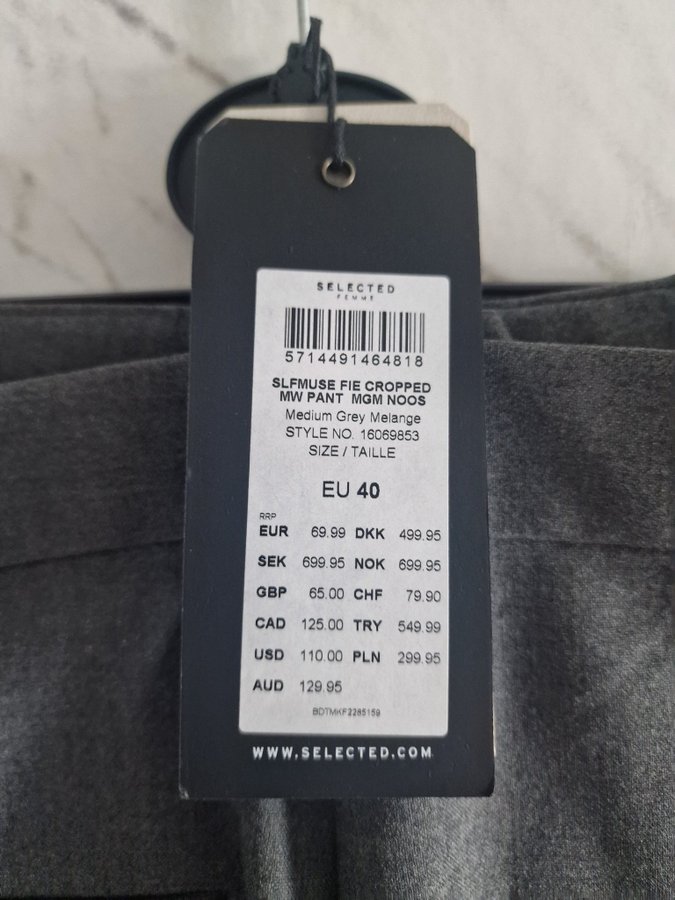 SELECTED
FEMME
5714491464818
SLFMUSE FIE CROPPED
MW PANT MGM NOOS
Medium Grey Melange
STYLE NO. 16069853
SIZE / TAILLE
EU 40
RRP
EUR 69.99 DKK 499.95
SEK 699.95 NOK 699.95
GBP 65.00 CHF 79.90
CAD 125.00 TRY 549.99
USD 110.00 PLN 299.95
AUD 129.95
BDTMKF2285159
WWW.SELECTED.COM